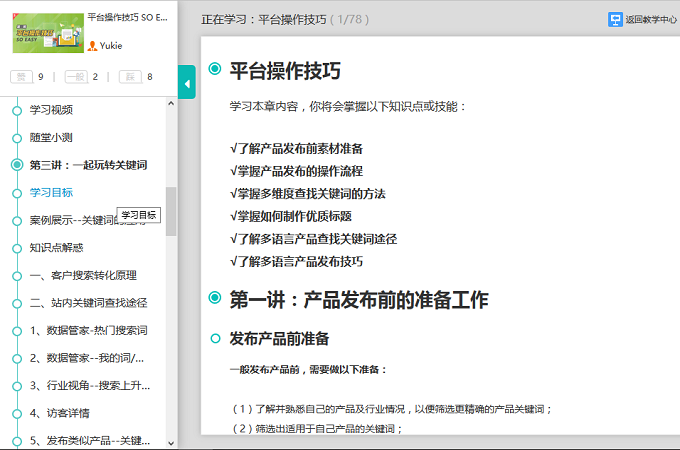 平台操作技巧 SO E...
Yukie
赞 9 一般 2 踩 8
学习视频
随堂小测
第三讲：一起玩转关键词
学习目标
案例展示--关键词的
学习目标
知识点解惑
一、客户搜索转化原理
二、站内关键词查找途径
1、数据管家-热门搜索词
2、数据管家--我的词/...
3、行业视角--搜索上升...
4、访客详情
5、发布类似产品--关键...
正在学习：平台操作技巧（1/78）
返回教学中心
平台操作技巧
学习本章内容，你将会掌握以下知识点或技能：
√了解产品发布前素材准备
√掌握产品发布的操作流程
√掌握多维度查找关键词的方法
√掌握如何制作优质标题
√了解多语言产品查找关键词途径
√了解多语言产品发布技巧
第一讲：产品发布前的准备工作
发布产品前准备
一般发布产品前，需要做以下准备：
（1）了解并熟悉自己的产品及行业情况，以便筛选更精确的产品关键词；
（2）筛选出适用于自己产品的关键词；